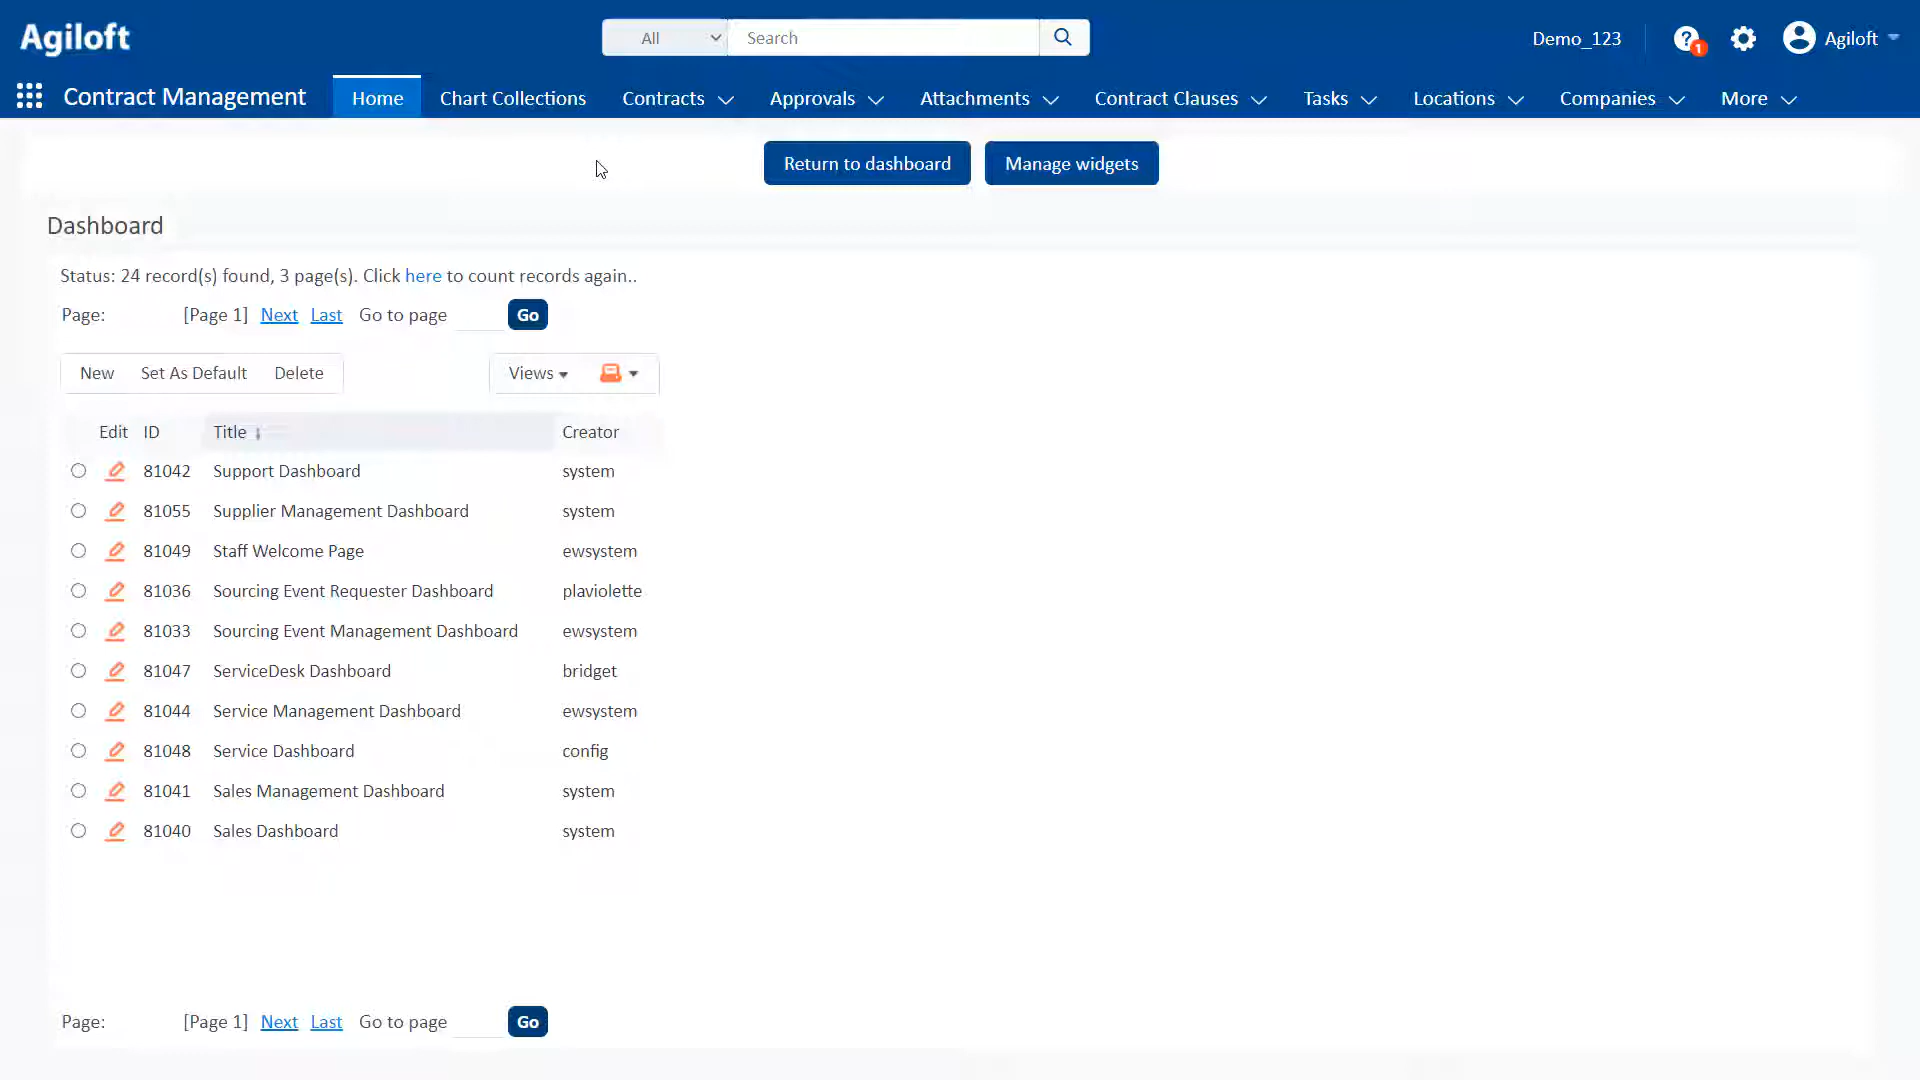 Agiloft
All Search
Demo_123 ? 1 Agiloft
Contract Management Home Chart Collections Contracts Approvals Attachments Contract Clauses Tasks Locations Companies More
Return to dashboard Manage widgets
Dashboard
Status: 24 record(s) found, 3 page(s). Click here to count records again..
Page: [Page 1] Next Last Go to page Go
New Set As Default Delete Views
Edit ID Title Creator
81042 Support Dashboard system
81055 Supplier Management Dashboard system
81049 Staff Welcome Page ewsystem
81036 Sourcing Event Requester Dashboard plaviolette
81033 Sourcing Event Management Dashboard ewsystem
81047 ServiceDesk Dashboard bridget
81044 Service Management Dashboard ewsystem
81048 Service Dashboard config
81041 Sales Management Dashboard system
81040 Sales Dashboard system
Page: [Page 1] Next Last Go to page Go